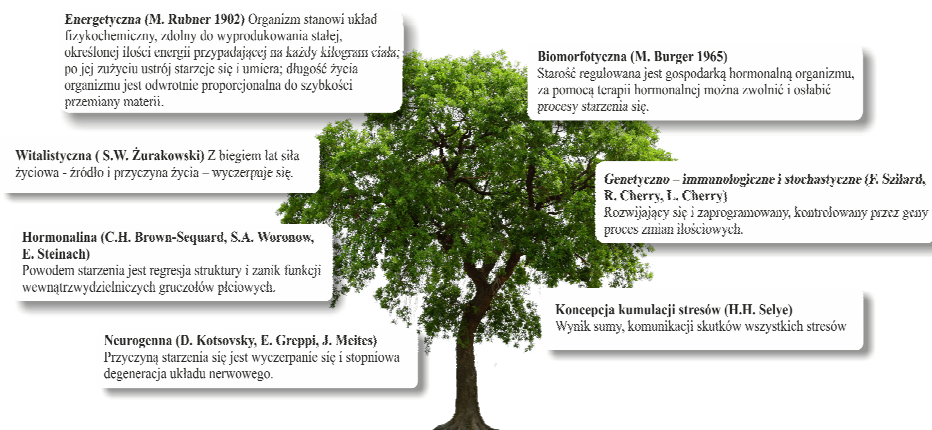 Energetyczna (M. Rubner 1902) Organizm stanowi układ
fizykochemiczny, zdolny do wyprodukowania stałej,
określonej ilości energii przypadającej na każdy kilogram ciała;
po jej zużyciu ustrój starzeje się i umiera; długość życia
organizmu jest odwrotnie proporcjonalna do szybkości
przemiany materii.
Biomorfotyczna (M. Burger 1965)
Starość regulowana jest gospodarką hormonalną organizmu,
za pomocą terapii hormonalnej można zwolnić i osłabić
procesy starzenia się.
Witalistyczna ( S.W. Żurakowski) Z biegiem lat siła
życiowa - źródło i przyczyna życia – wyczerpuje się.
Genetyczno – immunologiczne i stochastyczne (F. Szilard,
R. Cherry, L. Cherry)
Rozwijający się i zaprogramowany, kontrolowany przez geny
proces zmian ilościowych.
Hormonalina (C.H. Brown-Sequard, S.A. Woronow,
E. Steinach)
Powodem starzenia jest regresja struktury i zanik funkcji
wewnątrzwydzielniczych gruczołów płciowych.
Koncepcja kumulacji stresów (H.H. Selye)
Wynik sumy, komunikacji skutków wszystkich stresów
Neurogenna (D. Kotsovsky, E. Greppi, J. Meites)
Przyczyną starzenia się jest wyczerpanie się i stopniowa
degeneracja układu nerwowego.